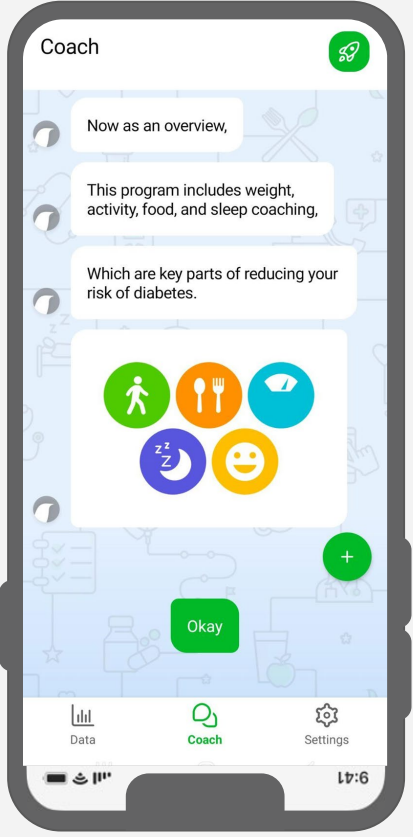 Coach
Now as an overview,
This program includes weight,
activity, food, and sleep coaching,
Which are key parts of reducing your
risk of diabetes.
z z
Z
+
Okay
Data
Coach
Settings
9:41